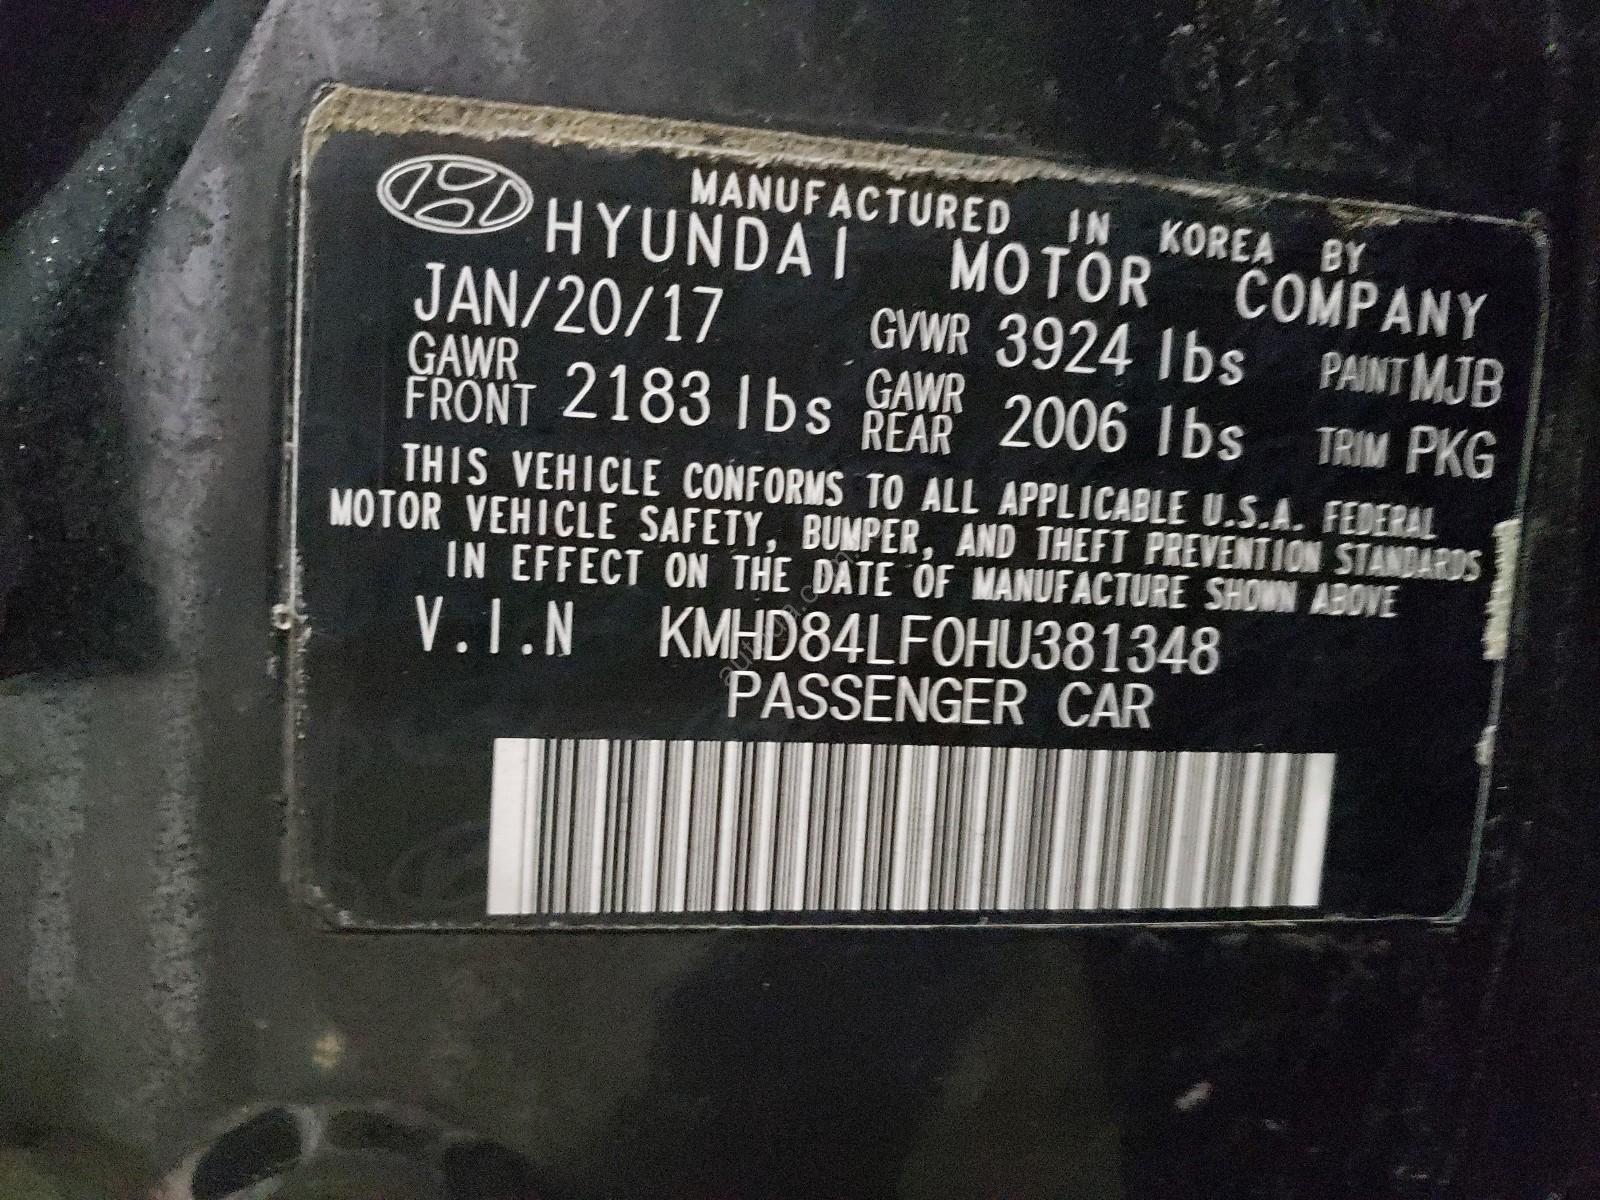 MANUFACTURED IN KOREA BY
HYUNDAI MOTOR COMPANY
JAN/20/17 GVWR 3924 lbs PAINT MJB
GAWR FRONT 2183 lbs GAWR REAR 2006 lbs TRIM PKG
THIS VEHICLE CONFORMS TO ALL APPLICABLE U.S.A. FEDERAL
MOTOR VEHICLE SAFETY, BUMPER, AND THEFT PREVENTION STANDARDS
IN EFFECT ON THE DATE OF MANUFACTURE SHOWN ABOVE
V.I.N KMHD84LF0HU381348
PASSENGER CAR